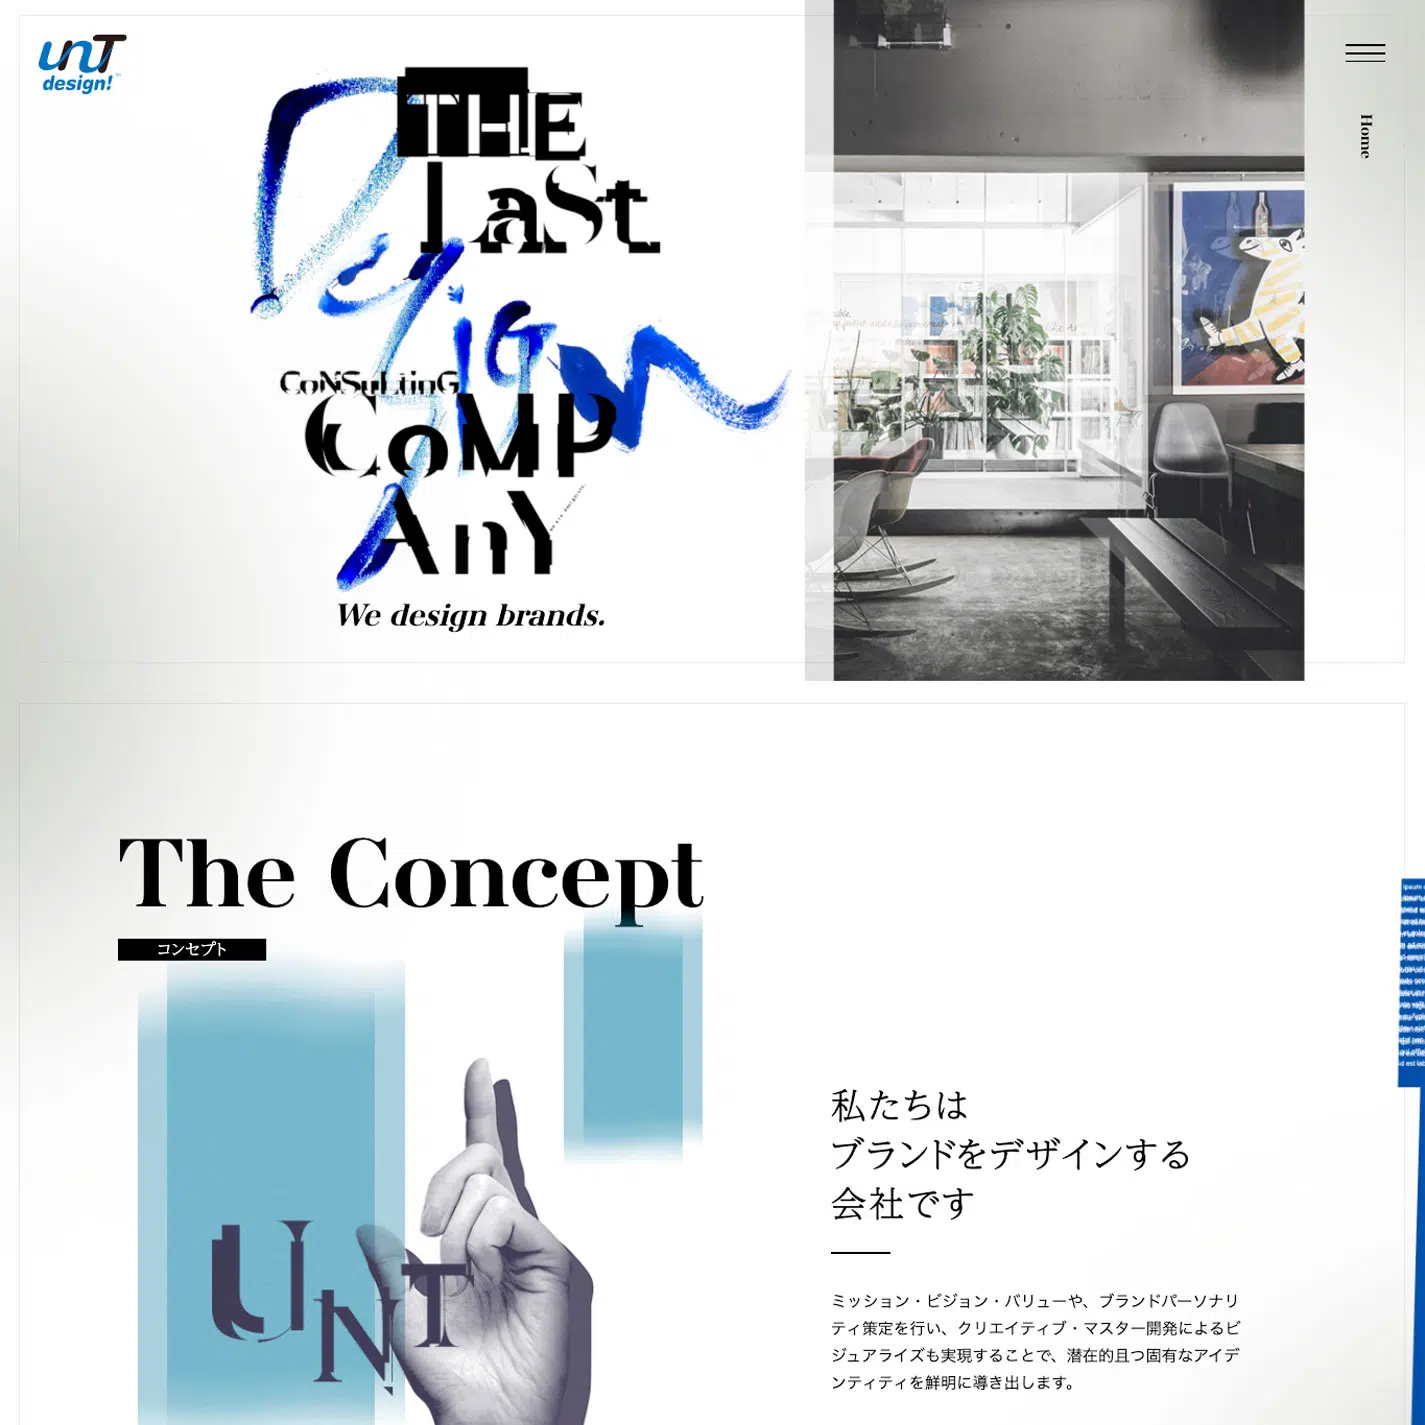 unT
design!
Home
THE
LaSt
Design
CoNSuLtinG
CoMP
AnY
We design brands.
The Concept
コンセプト
UNT
私たちは
ブランドをデザインする
会社です
ミッション・ビジョン・バリューや、ブランドパーソナリ
ティ策定を行い、クリエイティブ・マスター開発によるビ
ジュアライズも実現することで、潜在的且つ固有なアイデ
ンティティを鮮明に導き出します。